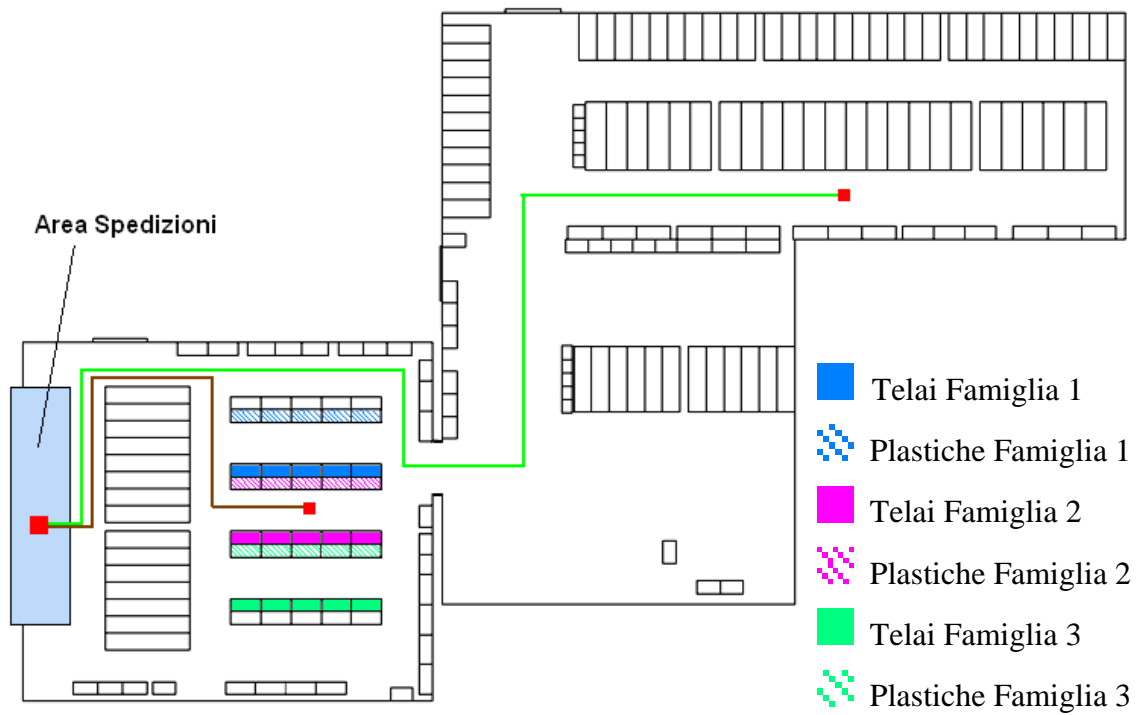 Area Spedizioni
Telai Famiglia 1
Plastiche Famiglia 1
Telai Famiglia 2
Plastiche Famiglia 2
Telai Famiglia 3
Plastiche Famiglia 3